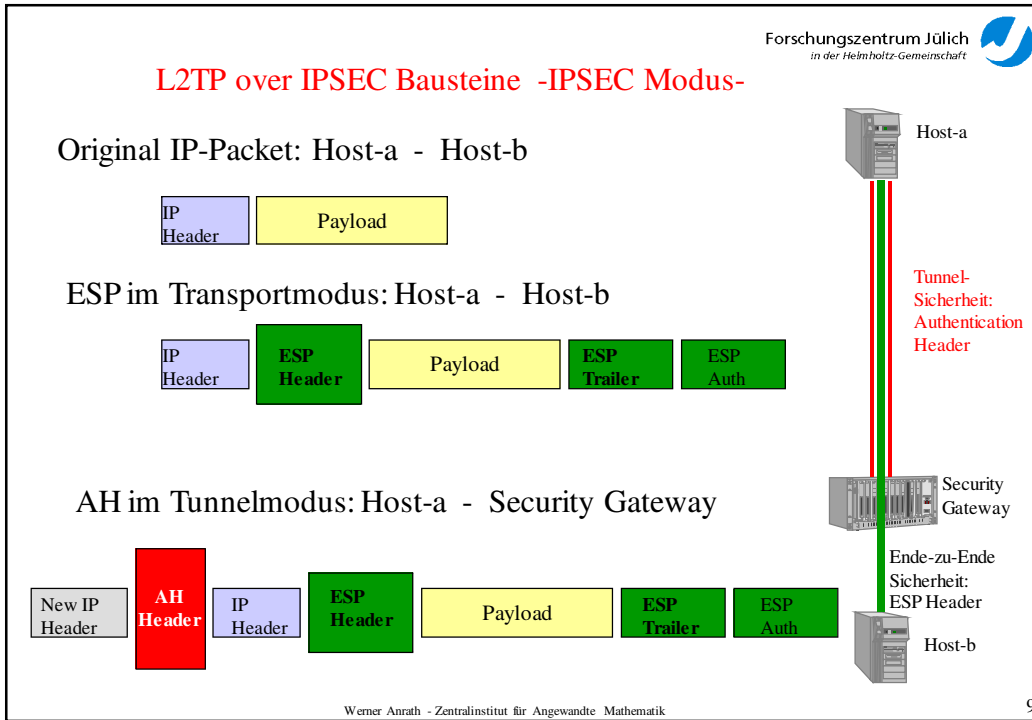 Forschungszentrum Jülich
in der Helmholtz-Gemeinschaft
L2TP over IPSEC Bausteine -IPSEC Modus-
Host-a
Original IP-Packet: Host-a - Host-b
IP
Header
Payload
Tunnel-
Sicherheit:
Authentication
Header
ESP im Transportmodus: Host-a - Host-b
IP
Header
ESP
Header
Payload
ESP
Trailer
ESP
Auth
AH im Tunnelmodus: Host-a - Security Gateway
Security
Gateway
Ende-zu-Ende
Sicherheit:
ESP Header
New IP
Header
AH
Header
IP
Header
ESP
Header
Payload
ESP
Trailer
ESP
Auth
Host-b
Werner Anrath - Zentralinstitut für Angewandte Mathematik
9